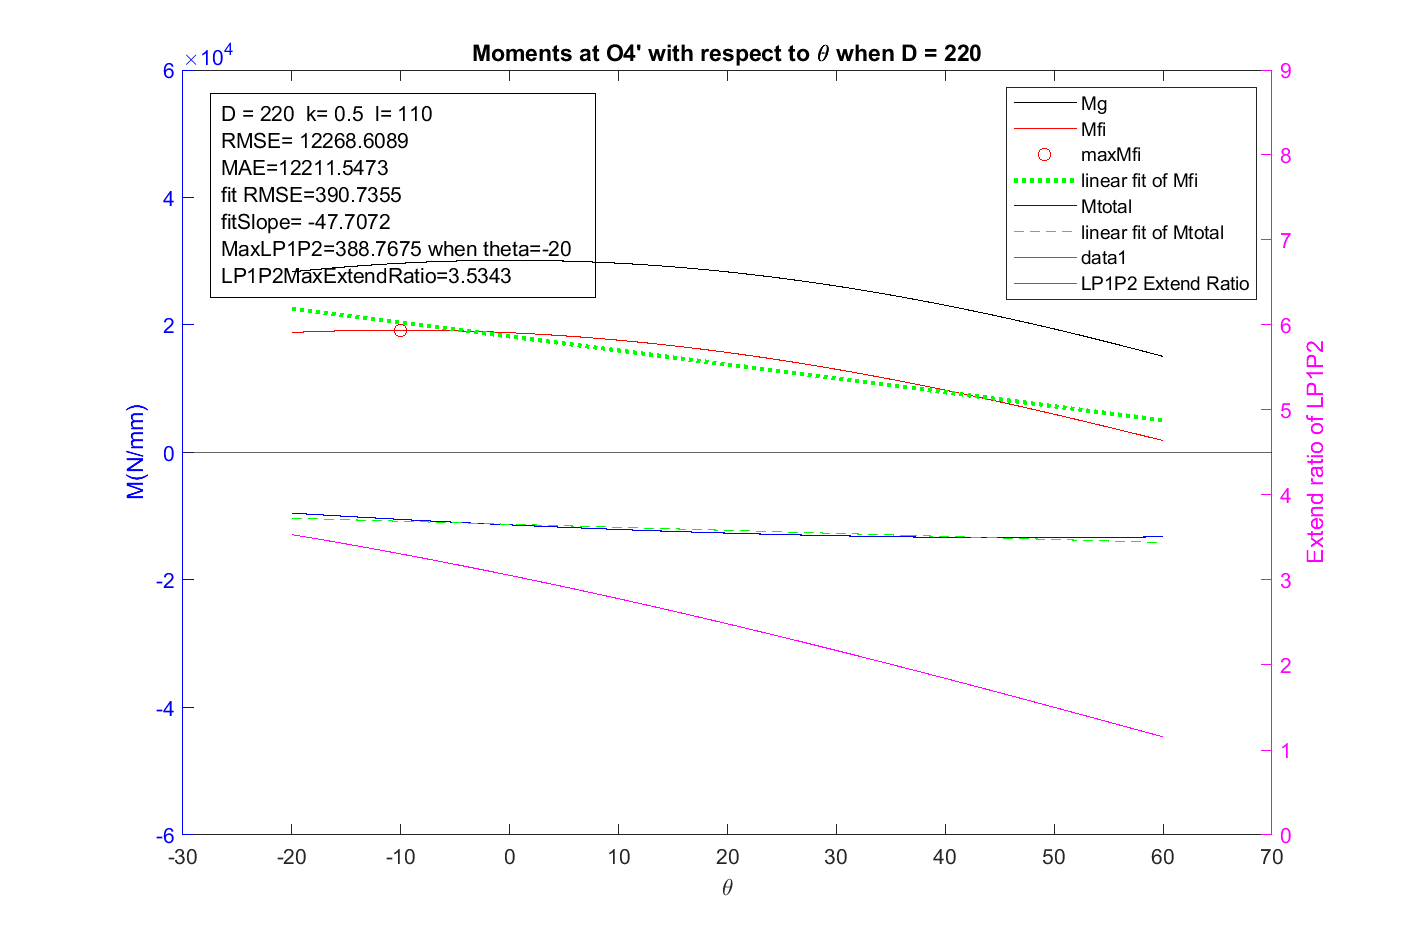 Moments at O4' with respect to θ when D = 220
×10⁴
6
4
2
0
-2
-4
-6
M(N/mm)
D = 220  k= 0.5  l= 110
RMSE= 12268.6089
MAE=12211.5473
fit RMSE=390.7355
fitSlope= -47.7072
MaxLP1P2=388.7675 when theta=-20
LP1P2MaxExtendRatio=3.5343
Mg
Mfi
maxMfi
linear fit of Mfi
Mtotal
linear fit of Mtotal
data1
LP1P2 Extend Ratio
9
8
7
6
5
4
3
2
1
0
Extend ratio of LP1P2
-30 -20 -10 0 10 20 30 40 50 60 70
θ